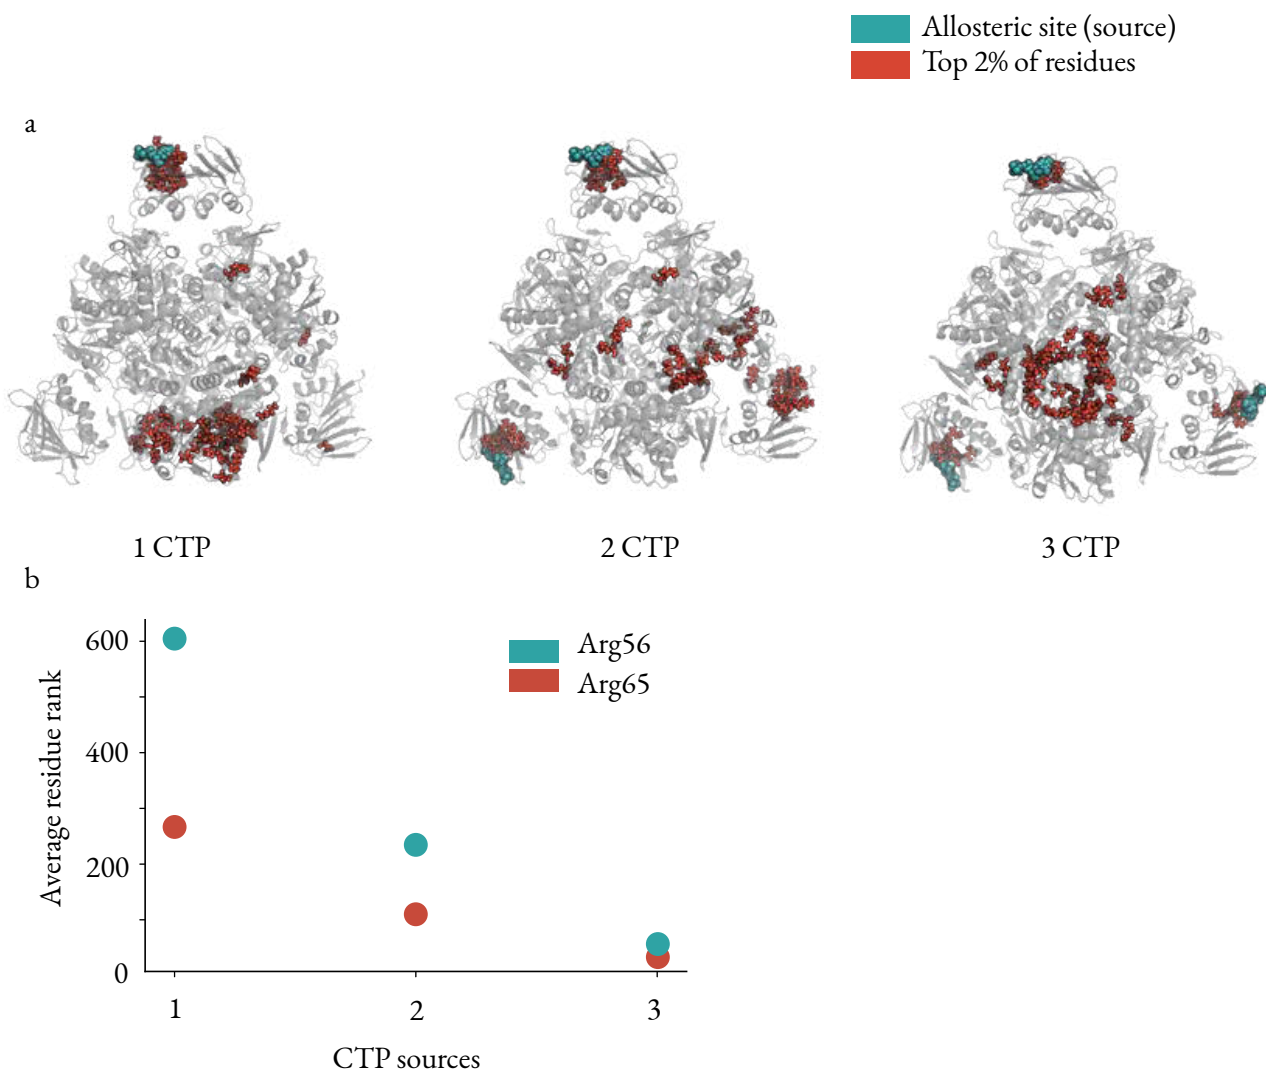 Allosteric site (source)
Top 2% of residues
a
1 CTP
2 CTP
3 CTP
b
600
400
200
0
Average residue rank
Arg56
Arg65
1
2
3
CTP sources